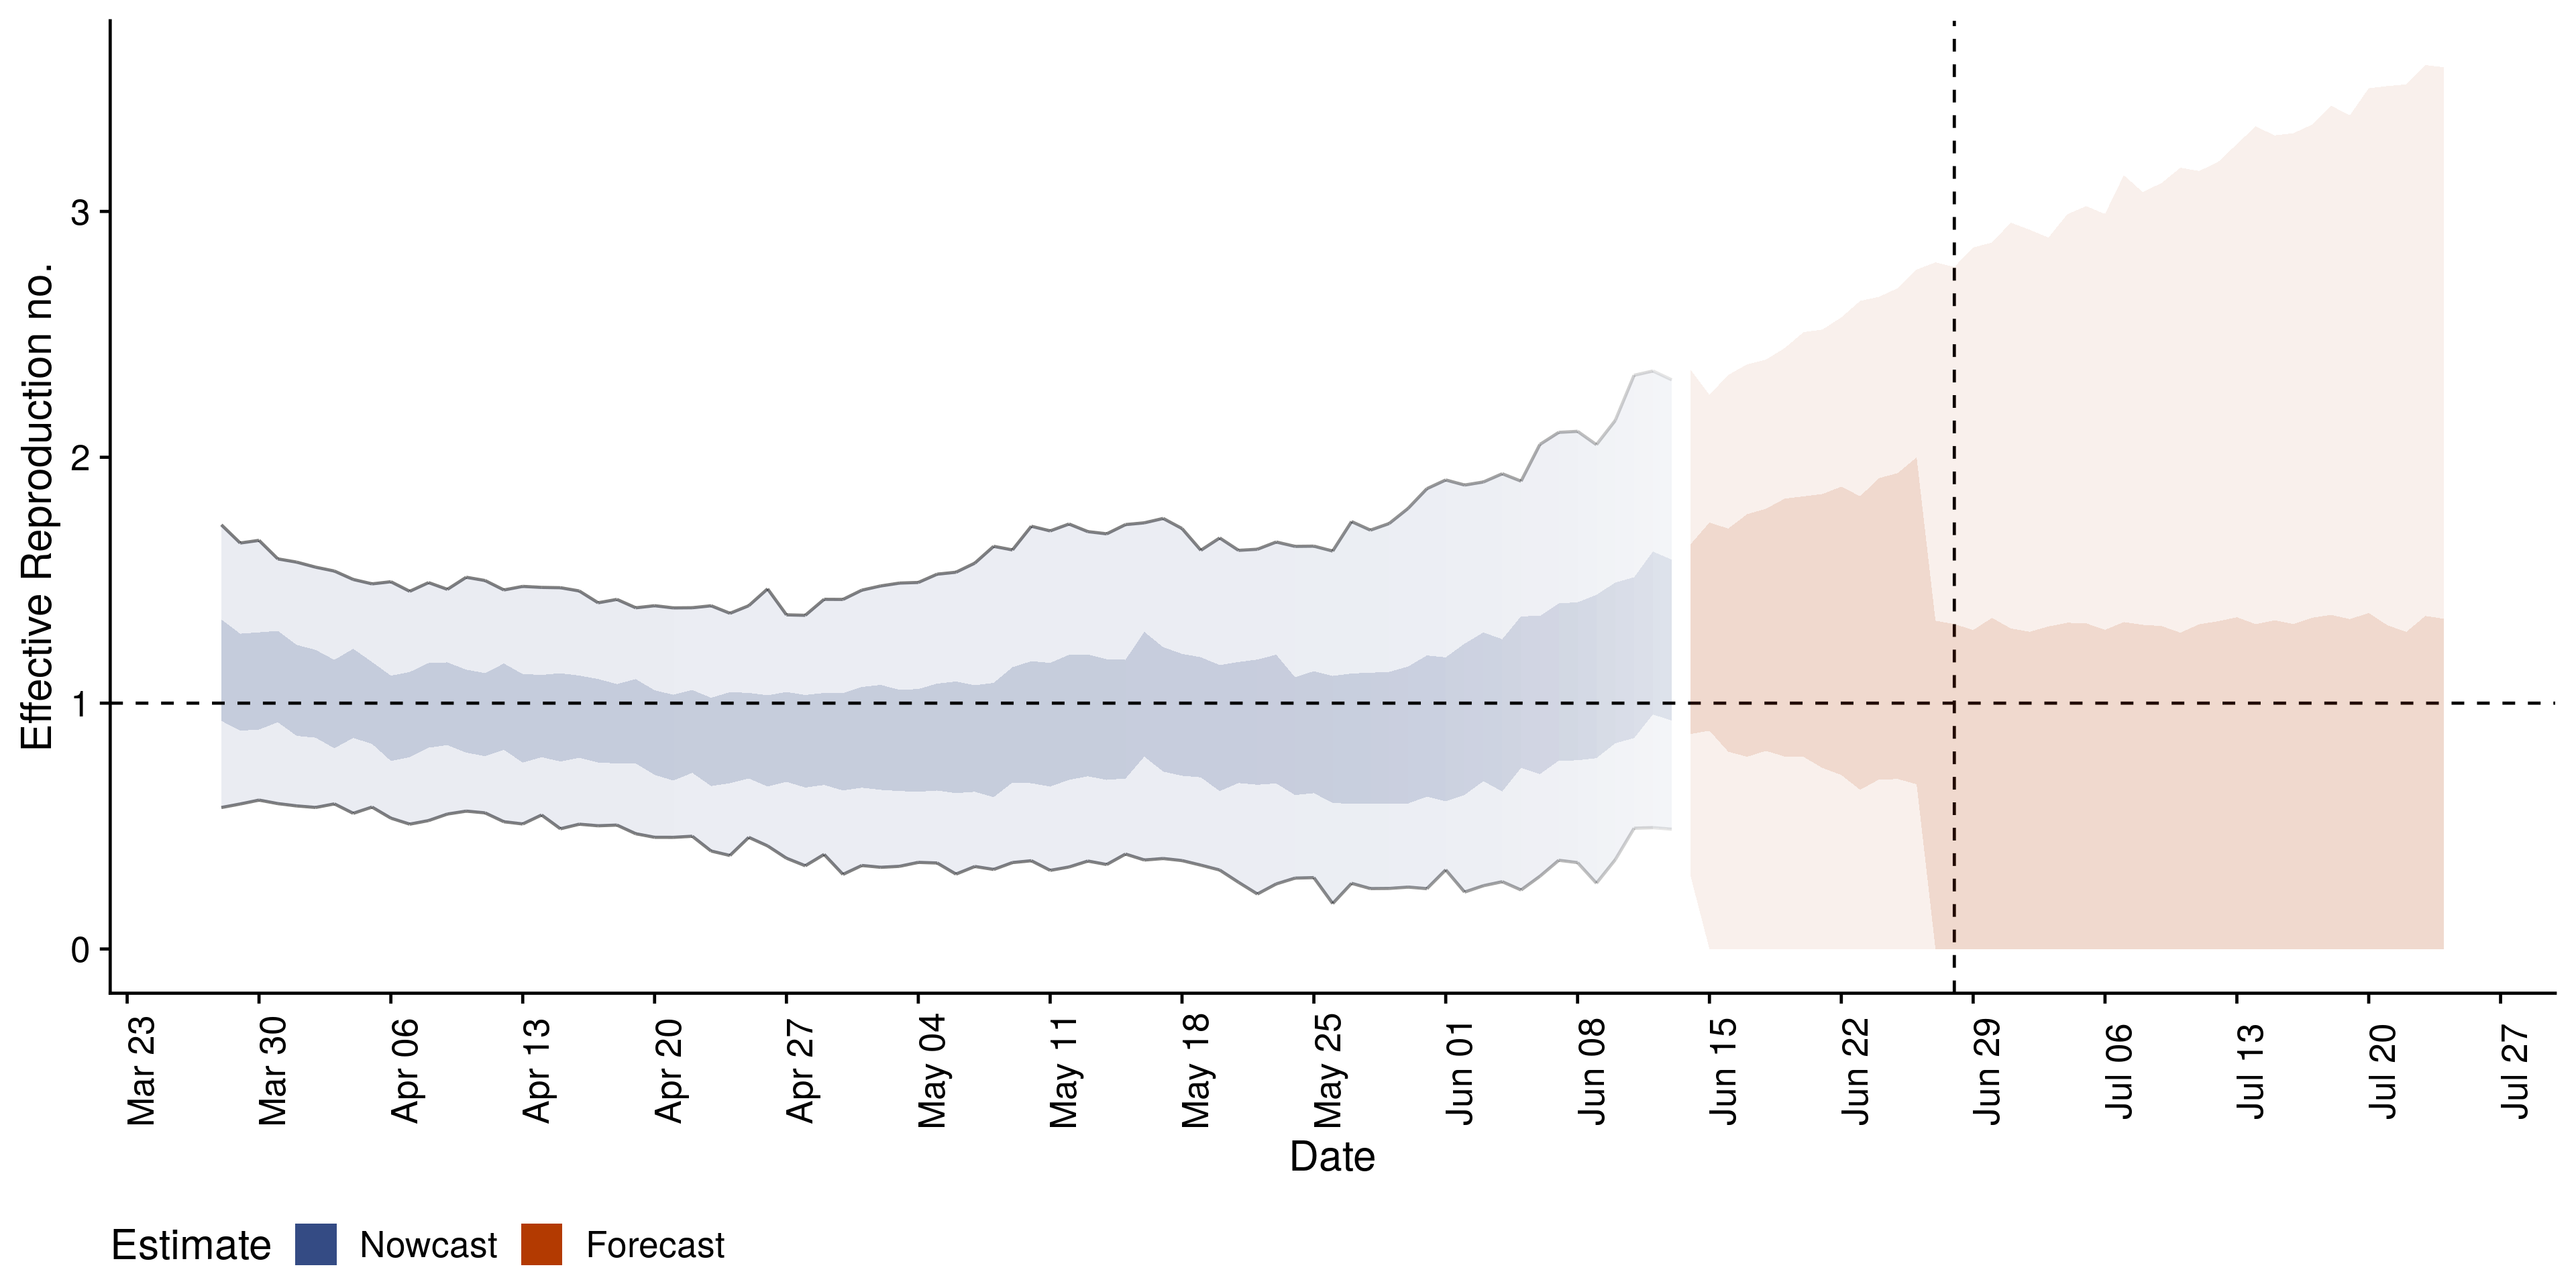 Effective Reproduction no.
3
2
1
0
Mar 23
Mar 30
Apr 06
Apr 13
Apr 20
Apr 27
May 04
May 11
May 18
May 25
Jun 01
Jun 08
Jun 15
Jun 22
Jun 29
Jul 06
Jul 13
Jul 20
Jul 27
Date
Estimate Nowcast Forecast